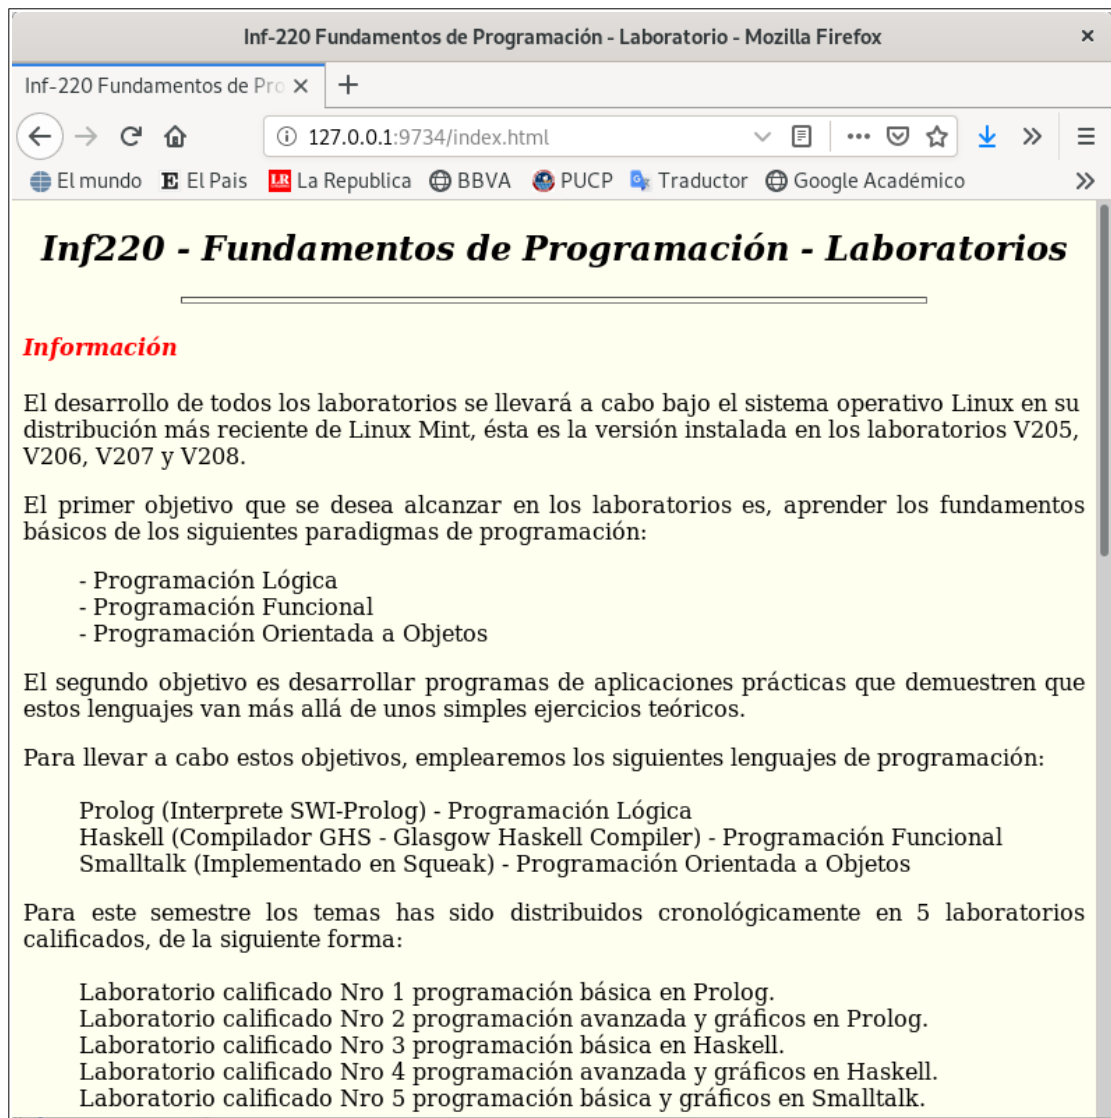 Inf-220 Fundamentos de Programación - Laboratorio - Mozilla Firefox
Inf-220 Fundamentos de Pro
127.0.0.1:9734/index.html
El mundo E El Pais LR La Republica BBVA PUCP Traductor Google Académico
Inf220 - Fundamentos de Programación - Laboratorios
Información
El desarrollo de todos los laboratorios se llevará a cabo bajo el sistema operativo Linux en su
distribución más reciente de Linux Mint, ésta es la versión instalada en los laboratorios V205,
V206, V207 y V208.
El primer objetivo que se desea alcanzar en los laboratorios es, aprender los fundamentos
básicos de los siguientes paradigmas de programación:
- Programación Lógica
- Programación Funcional
- Programación Orientada a Objetos
El segundo objetivo es desarrollar programas de aplicaciones prácticas que demuestren que
estos lenguajes van más allá de unos simples ejercicios teóricos.
Para llevar a cabo estos objetivos, emplearemos los siguientes lenguajes de programación:
Prolog (Interprete SWI-Prolog) - Programación Lógica
Haskell (Compilador GHS - Glasgow Haskell Compiler) - Programación Funcional
Smalltalk (Implementado en Squeak) - Programación Orientada a Objetos
Para este semestre los temas has sido distribuidos cronológicamente en 5 laboratorios
calificados, de la siguiente forma:
Laboratorio calificado Nro 1 programación básica en Prolog.
Laboratorio calificado Nro 2 programación avanzada y gráficos en Prolog.
Laboratorio calificado Nro 3 programación básica en Haskell.
Laboratorio calificado Nro 4 programación avanzada y gráficos en Haskell.
Laboratorio calificado Nro 5 programación básica y gráficos en Smalltalk.